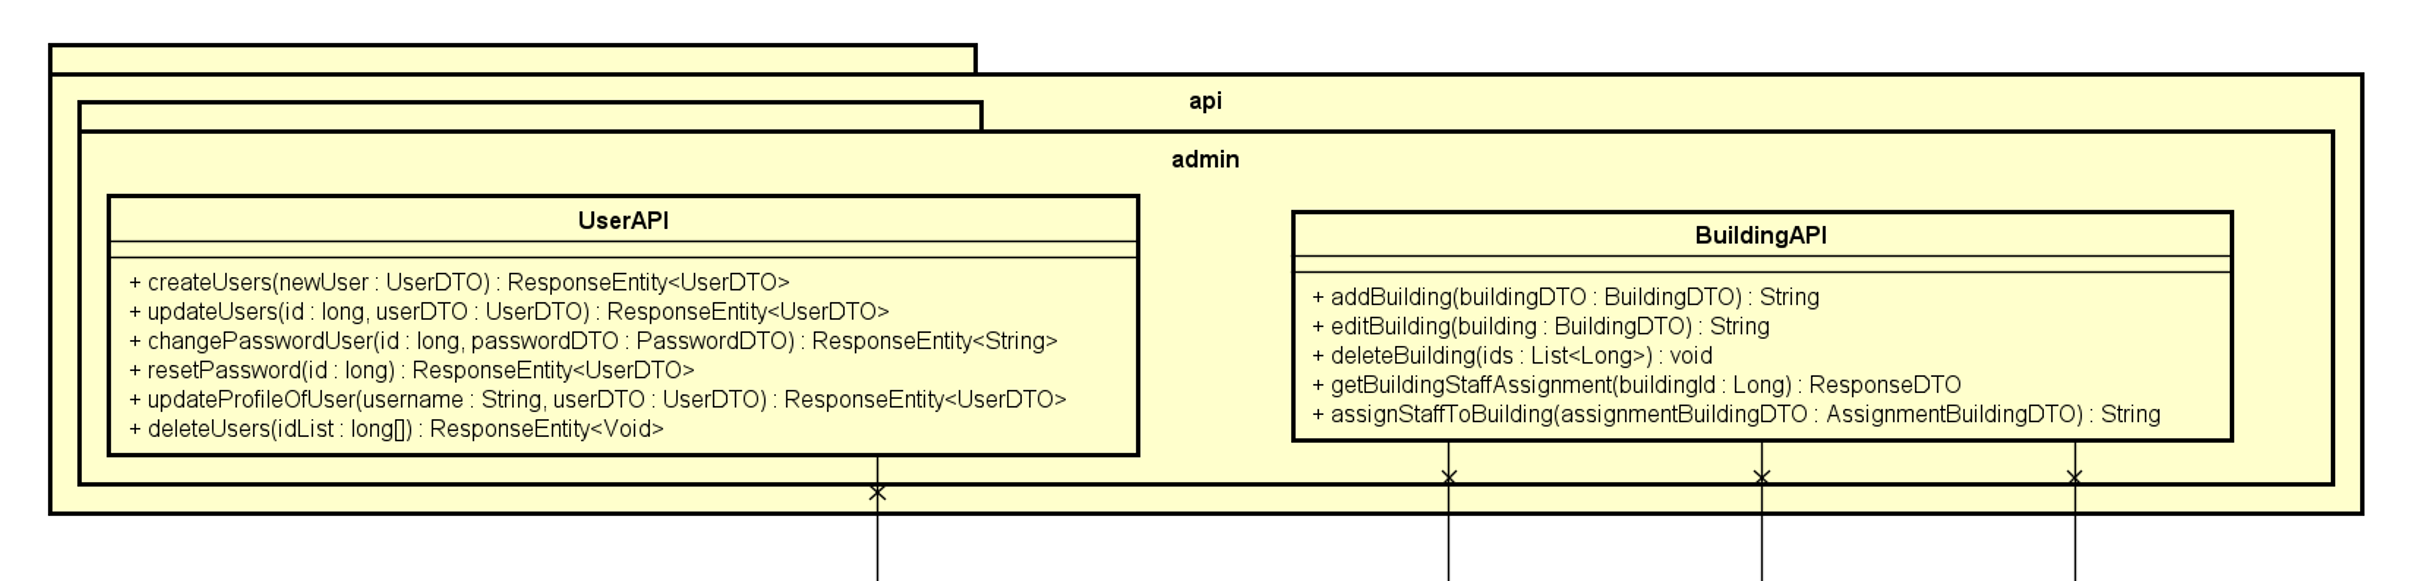 api
admin
UserAPI
+ createUsers(newUser : UserDTO) : ResponseEntity<UserDTO>
+ updateUsers(id : long, userDTO : UserDTO) : ResponseEntity<UserDTO>
+ changePasswordUser(id : long, passwordDTO : PasswordDTO) : ResponseEntity<String>
+ resetPassword(id : long) : ResponseEntity<UserDTO>
+ updateProfileOfUser(username : String, userDTO : UserDTO) : ResponseEntity<UserDTO>
+ deleteUsers(idList : long[]) : ResponseEntity<Void>
BuildingAPI
+ addBuilding(buildingDTO : BuildingDTO) : String
+ editBuilding(building : BuildingDTO) : String
+ deleteBuilding(ids : List<Long>) : void
+ getBuildingStaffAssignment(buildingId : Long) : ResponseDTO
+ assignStaffToBuilding(assignmentBuildingDTO : AssignmentBuildingDTO) : String